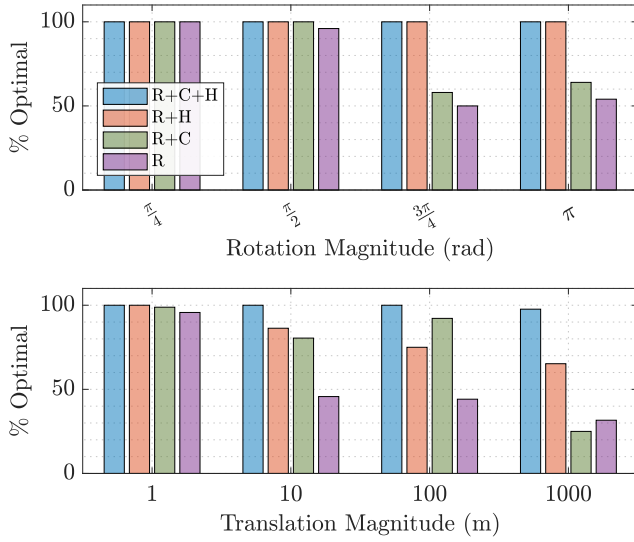 100
50
0
% Optimal
R+C+H
R+H
R+C
R
π/4
π/2
3π/4
π
Rotation Magnitude (rad)
100
50
0
% Optimal
1
10
100
1000
Translation Magnitude (m)